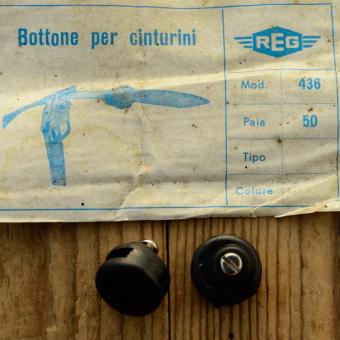 Bottone per cinturini
REG
Mod. 436
Paia 50
Tipo
Colore